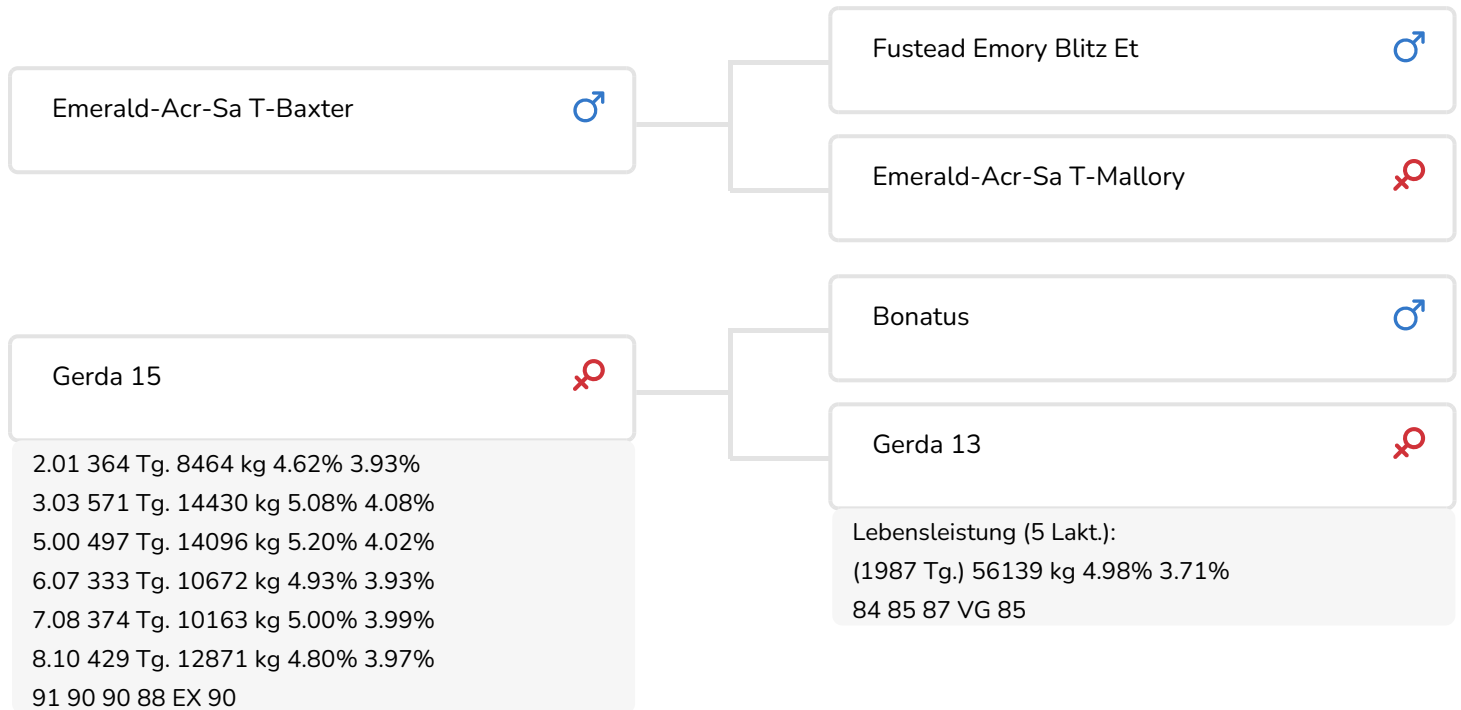 Fustead Emory Blitz Et
Emerald-Acr-Sa T-Baxter
Emerald-Acr-Sa T-Mallory
Bonatus
Gerda 15
Gerda 13
2.01 364 Tg. 8464 kg 4.62% 3.93%
3.03 571 Tg. 14430 kg 5.08% 4.08%
5.00 497 Tg. 14096 kg 5.20% 4.02%
6.07 333 Tg. 10672 kg 4.93% 3.93%
7.08 374 Tg. 10163 kg 5.00% 3.99%
8.10 429 Tg. 12871 kg 4.80% 3.97%
91 90 90 88 EX 90
Lebensleistung (5 Lakt.):
(1987 Tg.) 56139 kg 4.98% 3.71%
84 85 87 VG 85